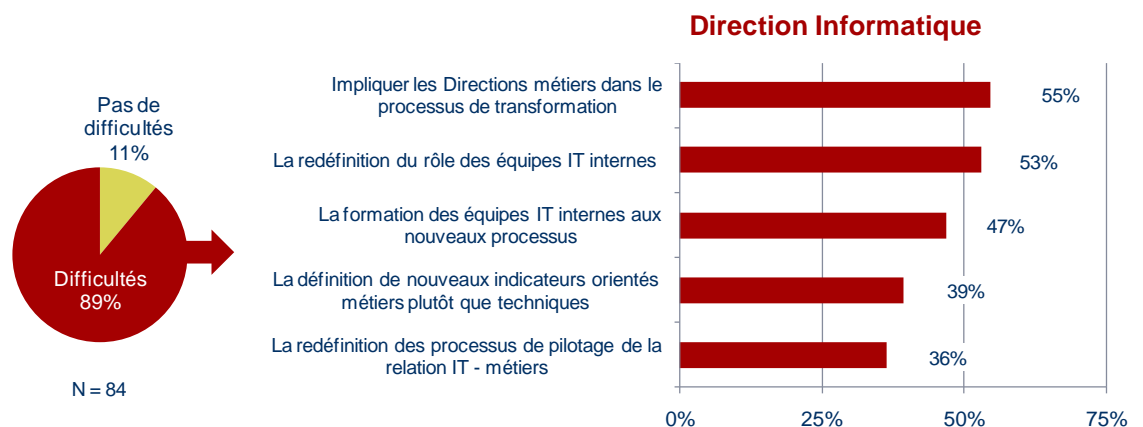 Direction Informatique
Pas de
difficultés
11%
Difficultés
89%
N = 84
Impliquer les Directions métiers dans le
processus de transformation
55%
La redéfinition du rôle des équipes IT internes
53%
La formation des équipes IT internes aux
nouveaux processus
47%
La définition de nouveaux indicateurs orientés
métiers plutôt que techniques
39%
La redéfinition des processus de pilotage de la
relation IT - métiers
36%
0%
25%
50%
75%